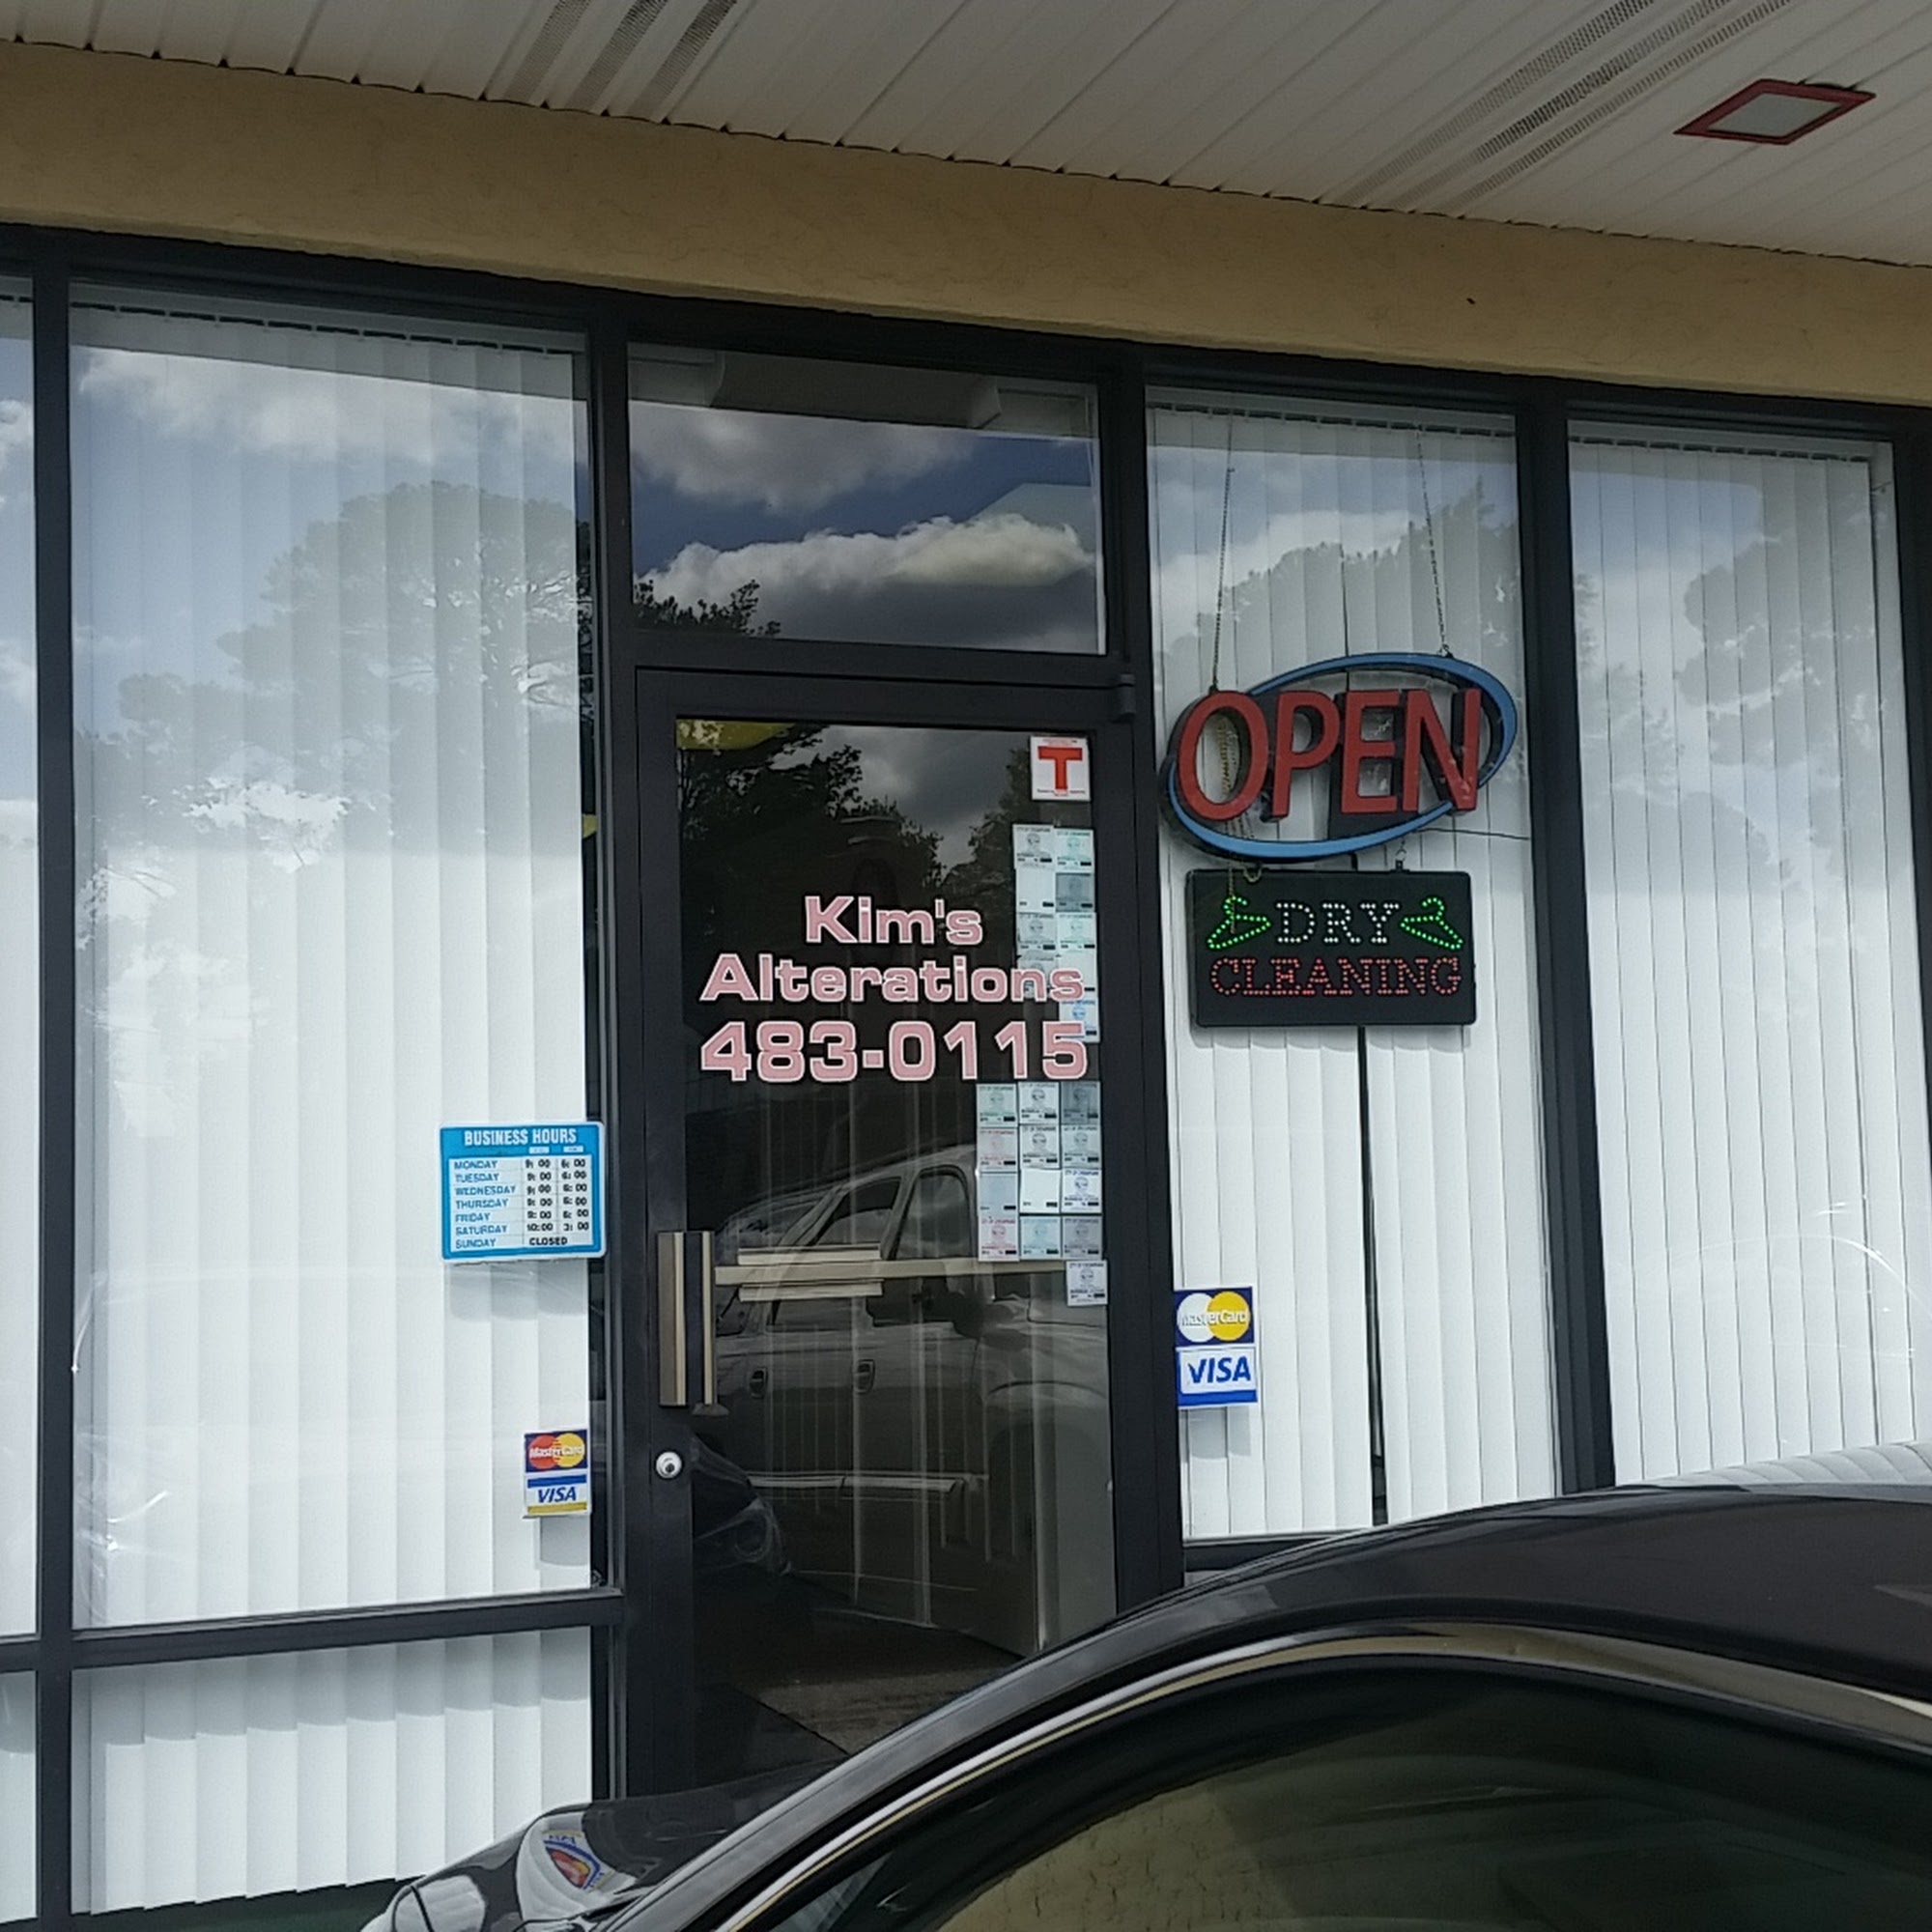 T
Kim's
Alterations
483-0115
OPEN
DRY
CLEANING
BUSINESS HOURS
MONDAY 9:00 6:00
TUESDAY 9:00 6:00
WEDNESDAY 9:00 6:00
THURSDAY 9:00 6:00
FRIDAY 9:00 6:00
SATURDAY 10:00 3:00
SUNDAY CLOSED
MasterCard
VISA
MasterCard
VISA